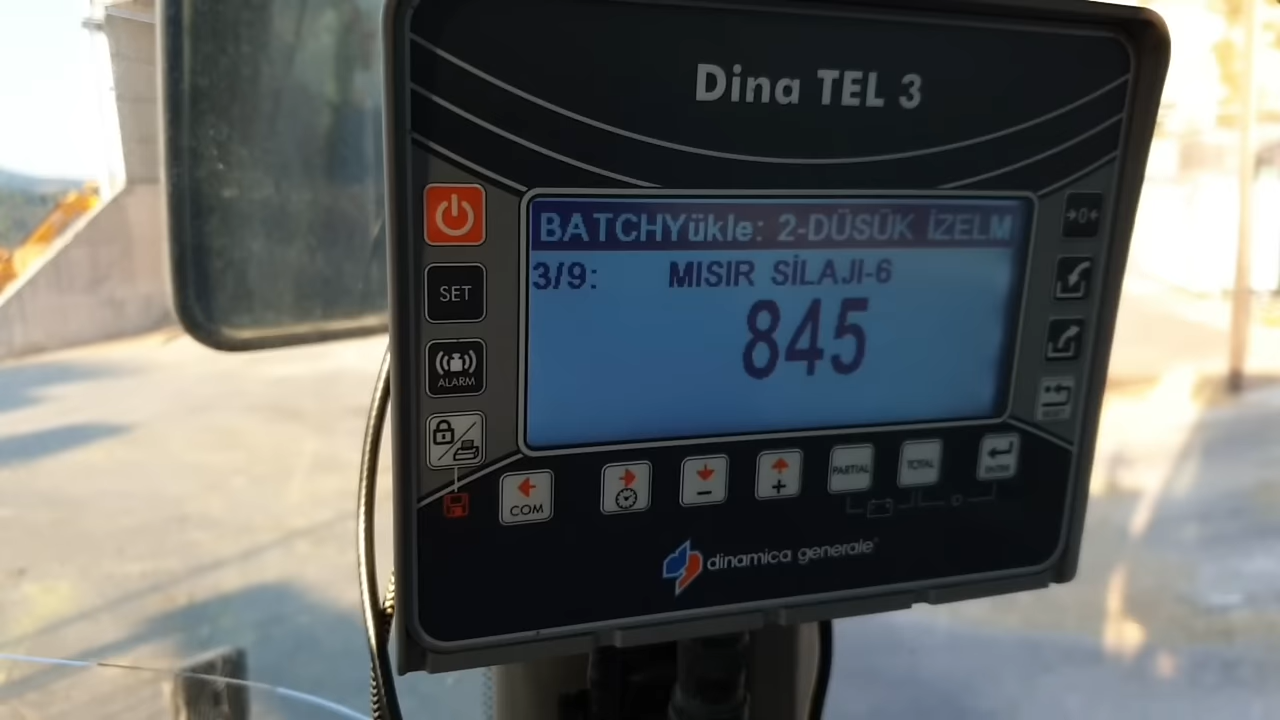 Dina TEL 3
BATCHYükle: 2-DÜSÜK İZELM
3/9: MISIR SİLAJI-6
845
SET
ALARM
→0←
COM
−
+
PARTIAL
TOTAL
ENTER
dinamica generale